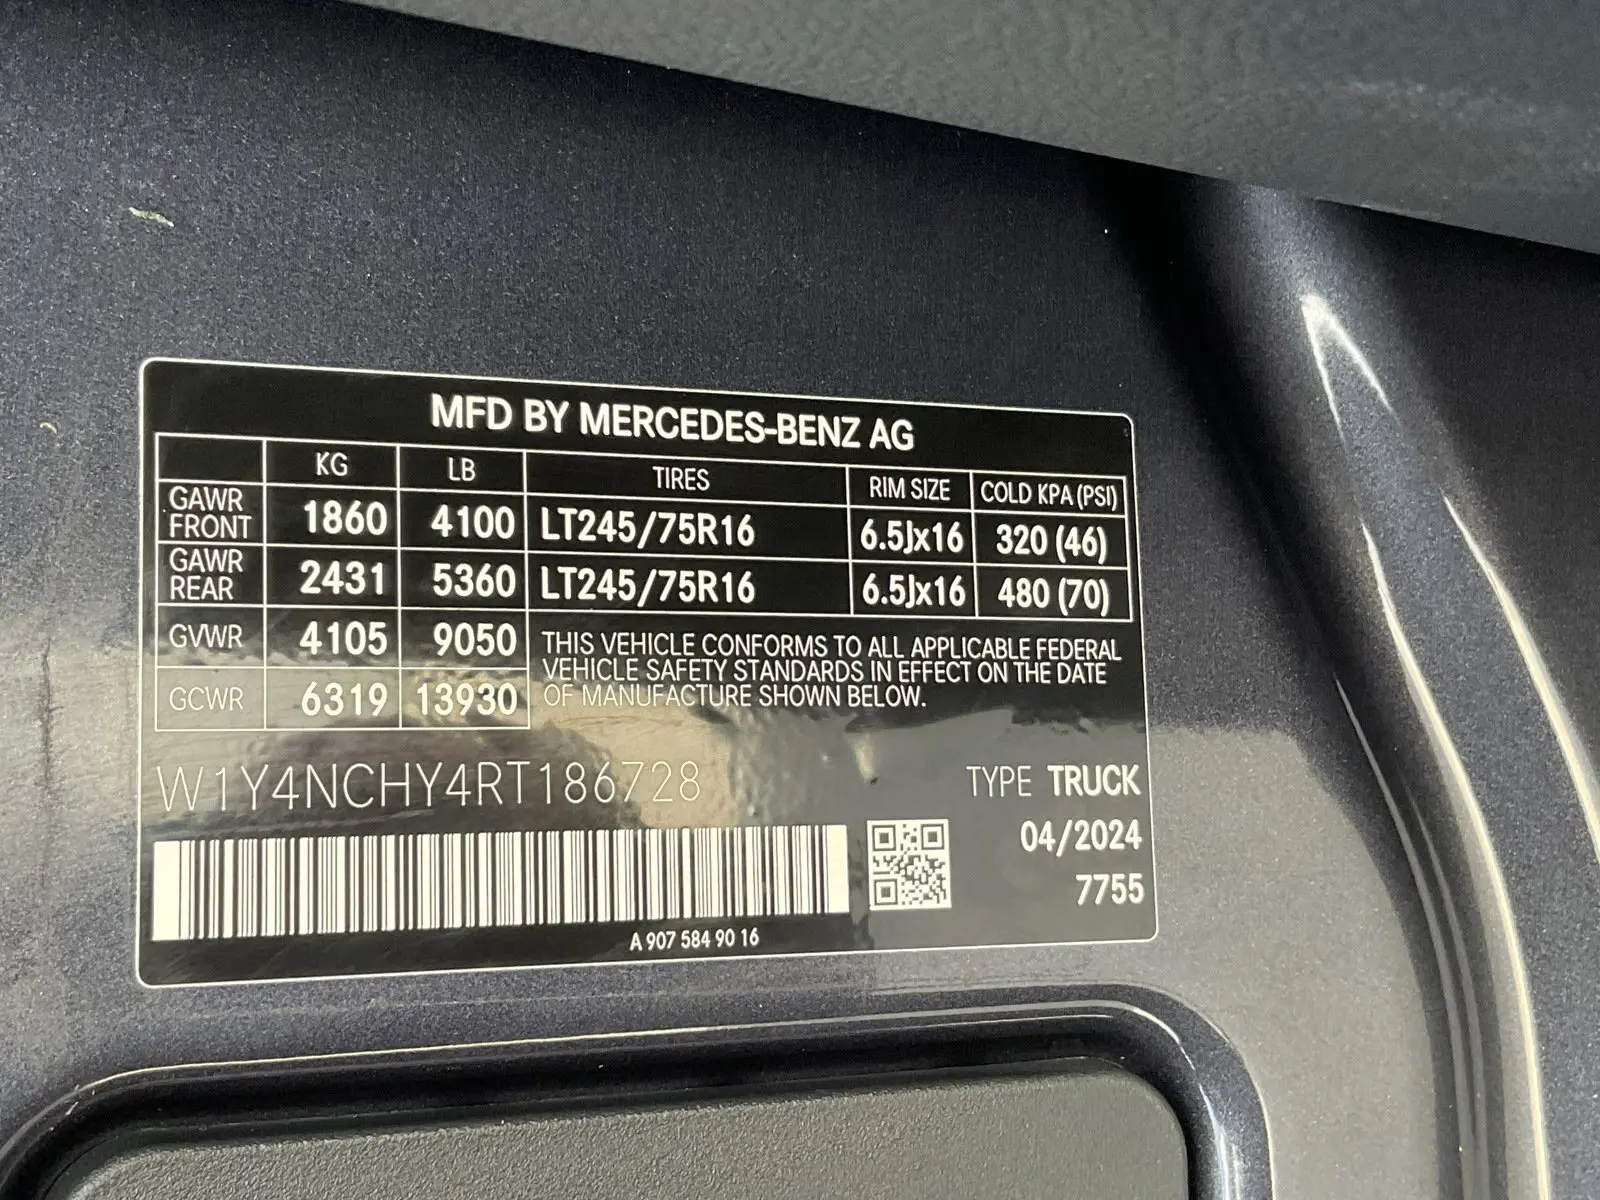 MFD BY MERCEDES-BENZ AG
KG LB TIRES RIM SIZE COLD KPA (PSI)
GAWR FRONT 1860 4100 LT245/75R16 6.5Jx16 320 (46)
GAWR REAR 2431 5360 LT245/75R16 6.5Jx16 480 (70)
GVWR 4105 9050
GCWR 6319 13930
THIS VEHICLE CONFORMS TO ALL APPLICABLE FEDERAL
VEHICLE SAFETY STANDARDS IN EFFECT ON THE DATE
OF MANUFACTURE SHOWN BELOW.
W1Y4NCHY4RT186728
TYPE TRUCK
04/2024
7755
A 907 584 90 16